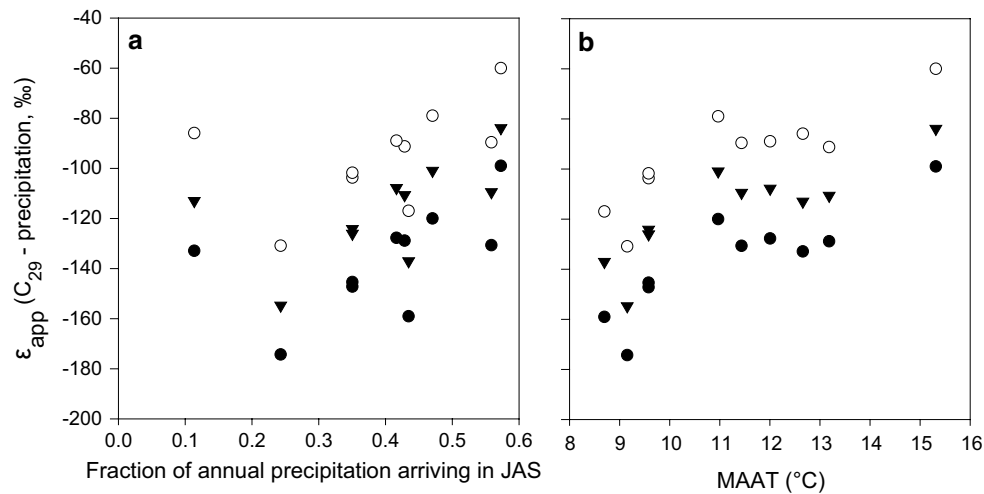 a
b
-40
-60
-80
-100
-120
-140
-160
-180
-200
εapp (C29 - precipitation, ‰)
0.0 0.1 0.2 0.3 0.4 0.5 0.6
8 9 10 11 12 13 14 15 16
Fraction of annual precipitation arriving in JAS
MAAT (°C)